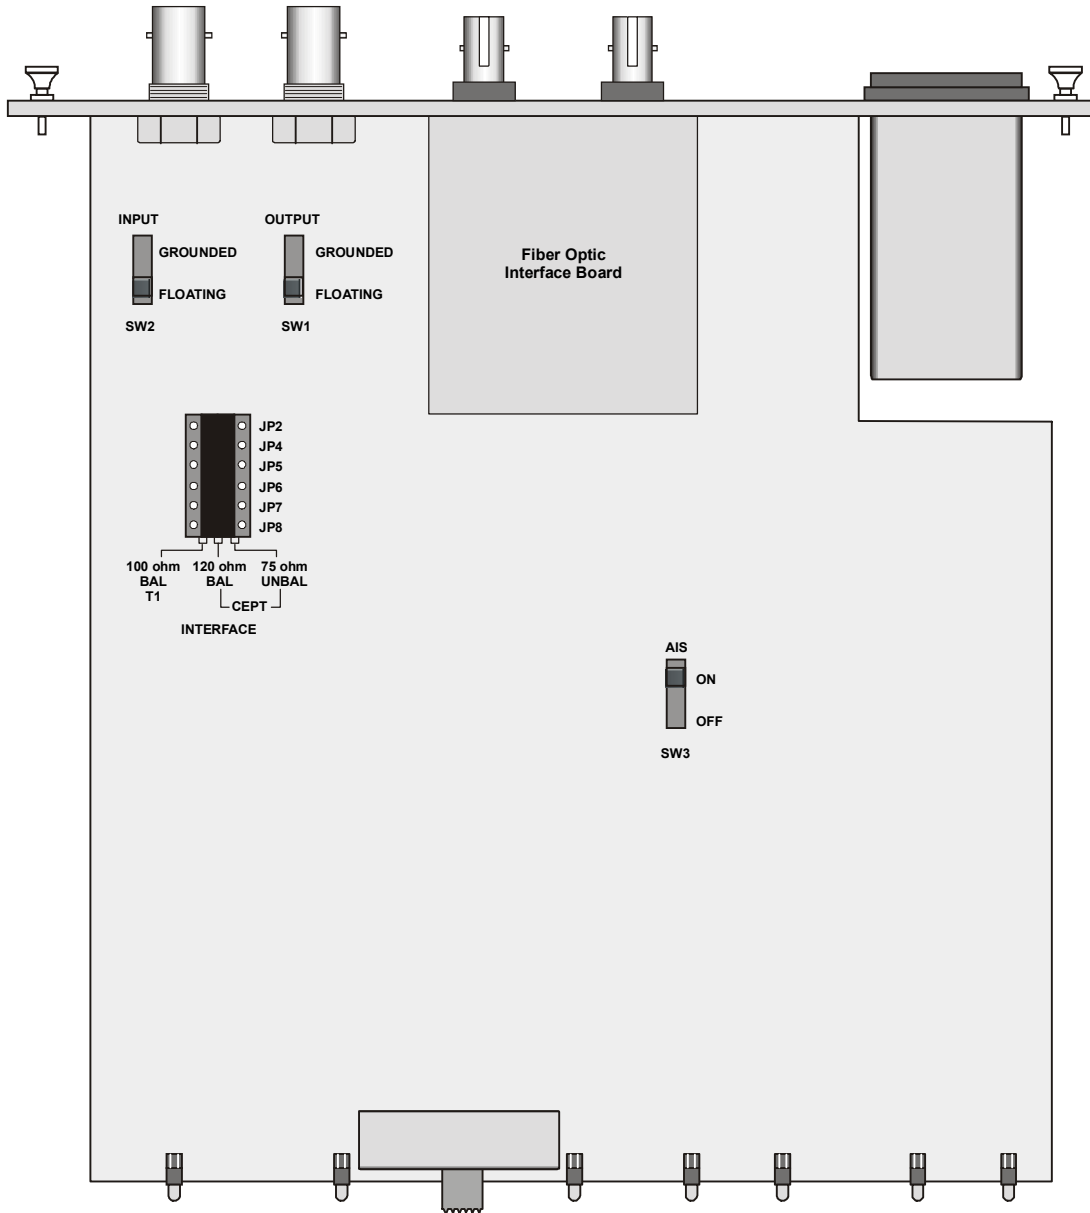 INPUT
GROUNDED
FLOATING
SW2
OUTPUT
GROUNDED
FLOATING
SW1
Fiber Optic
Interface Board
JP2
JP4
JP5
JP6
JP7
JP8
100 ohm
BAL
T1
120 ohm
BAL
75 ohm
UNBAL
CEPT
INTERFACE
AIS
ON
OFF
SW3